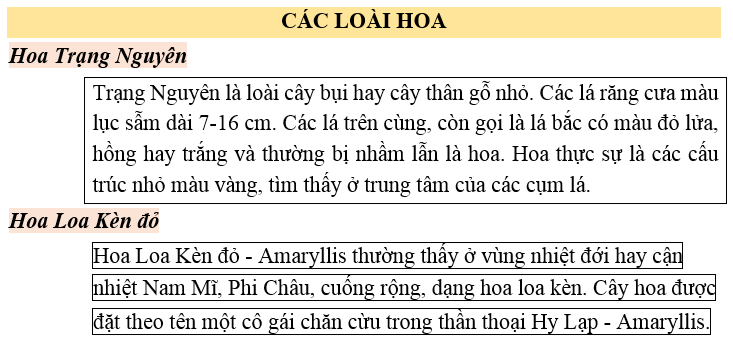 CÁC LOÀI HOA
Hoa Trạng Nguyên
Trạng Nguyên là loài cây bụi hay cây thân gỗ nhỏ. Các lá răng cưa màu
lục sẫm dài 7-16 cm. Các lá trên cùng, còn gọi là lá bắc có màu đỏ lửa,
hồng hay trắng và thường bị nhầm lẫn là hoa. Hoa thực sự là các cấu
trúc nhỏ màu vàng, tìm thấy ở trung tâm của các cụm lá.
Hoa Loa Kèn đỏ
Hoa Loa Kèn đỏ - Amaryllis thường thấy ở vùng nhiệt đới hay cận
nhiệt Nam Mĩ, Phi Châu, cuống rộng, dạng hoa loa kèn. Cây hoa được
đặt theo tên một cô gái chăn cừu trong thần thoại Hy Lạp - Amaryllis.